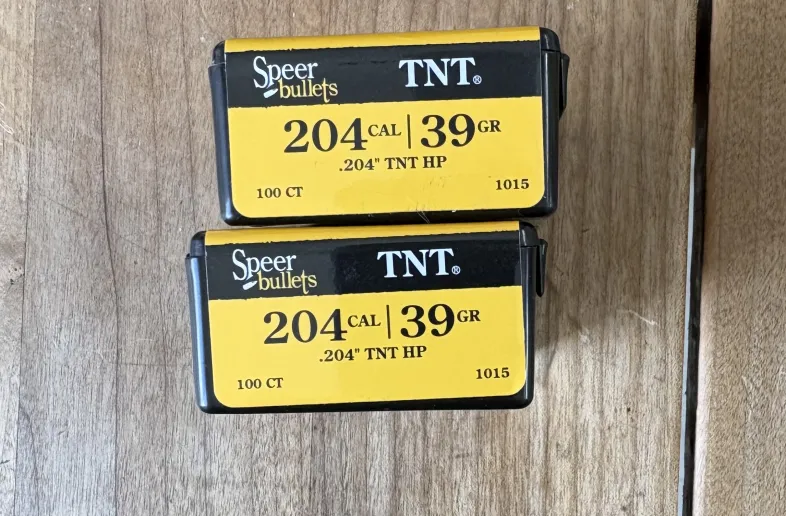 Speer TNT®
bullets
204 CAL | 39 GR
.204" TNT HP
100 CT 1015
Speer TNT®
bullets
204 CAL | 39 GR
.204" TNT HP
100 CT 1015